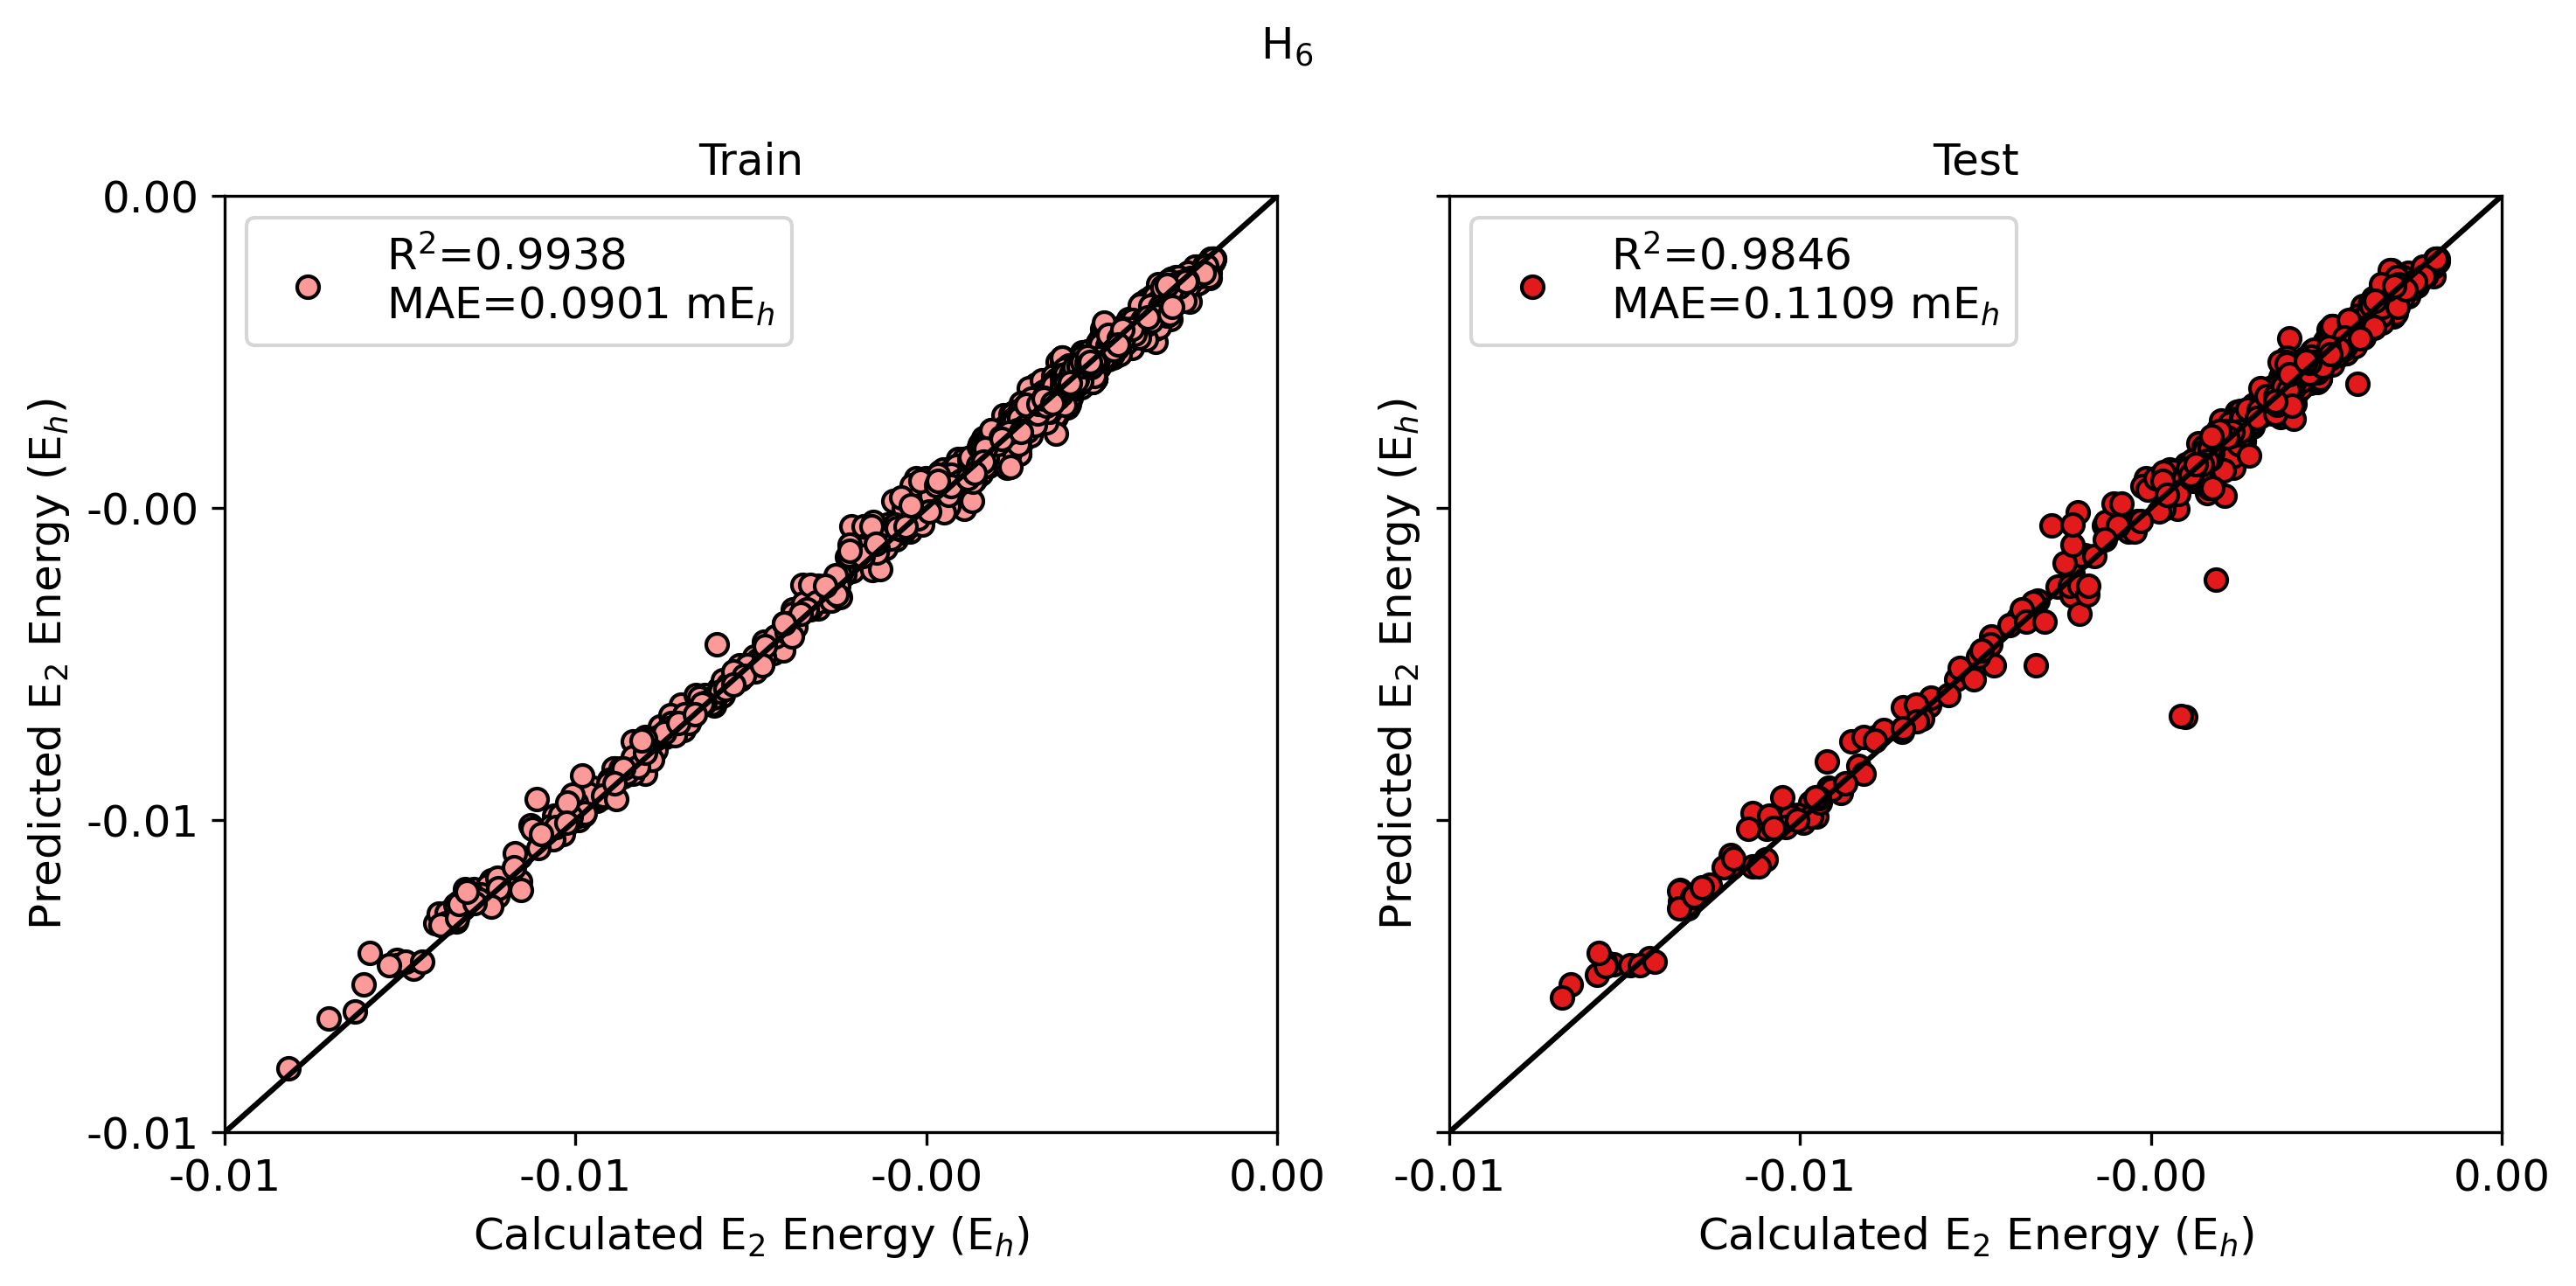 H₆
Train
Test
R²=0.9938
MAE=0.0901 mEₕ
R²=0.9846
MAE=0.1109 mEₕ
0.00
-0.00
-0.01
-0.01
Predicted E₂ Energy (Eₕ)
Predicted E₂ Energy (Eₕ)
-0.01 -0.01 -0.00 0.00
-0.01 -0.01 -0.00 0.00
Calculated E₂ Energy (Eₕ)
Calculated E₂ Energy (Eₕ)